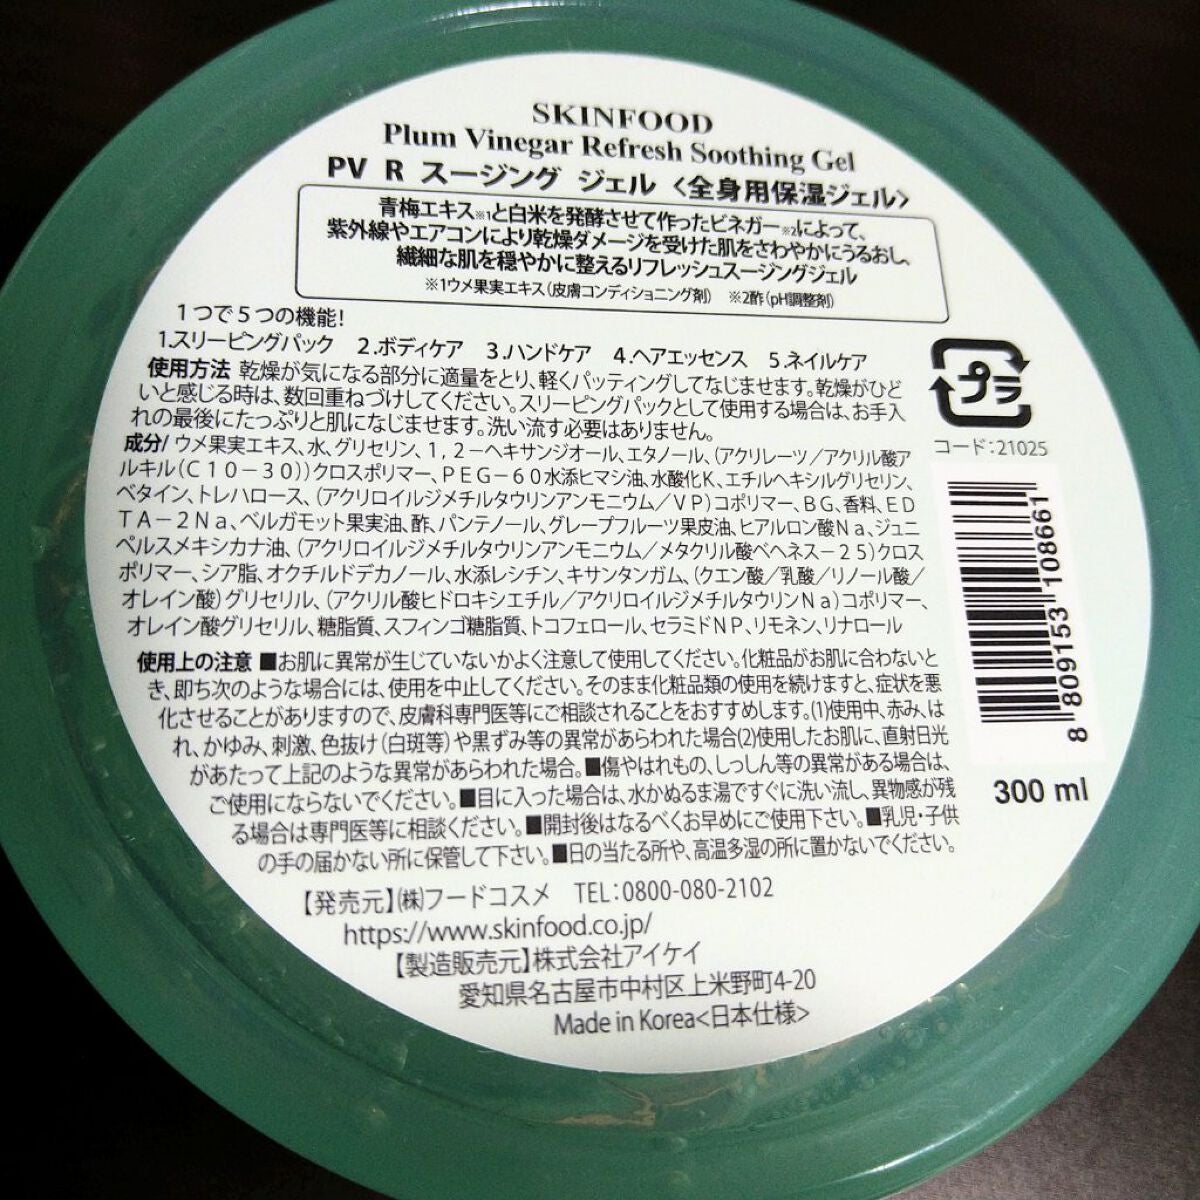 SKINFOOD
Plum Vinegar Refresh Soothing Gel
PV R スージング ジェル <全身用保湿ジェル>
青梅エキス※1と白米を発酵させて作ったビネガー※2によって、
紫外線やエアコンにより乾燥ダメージを受けた肌をさわやかにうるおし、
繊細な肌を穏やかに整えるリフレッシュスージングジェル
※1ウメ果実エキス(皮膚コンディショニング剤) ※2酢(pH調整剤)
1つで5つの機能!
1.スリーピングパック 2.ボディケア 3.ハンドケア 4.ヘアエッセンス 5.ネイルケア
使用方法 乾燥が気になる部分に適量をとり、軽くパッティングしてなじませます。乾燥がひど
いと感じる時は、数回重ねづけしてください。スリーピングパックとして使用する場合は、お手入
れの最後にたっぷりと肌になじませます。洗い流す必要はありません。
成分/ウメ果実エキス、水、グリセリン、1,2-ヘキサンジオール、エタノール、(アクリレーツ/アクリル酸ア
ルキル(C10-30))クロスポリマー、PEG-60水添ヒマシ油、水酸化K、エチルヘキシルグリセリン、
ベタイン、トレハロース、(アクリロイルジメチルタウリンアンモニウム/VP)コポリマー、BG、香料、ED
TA-2Na、ベルガモット果実油、酢、パンテノール、グレープフルーツ果皮油、ヒアルロン酸Na、ジュニ
ペルスメキシカナ油、(アクリロイルジメチルタウリンアンモニウム/メタクリル酸ベヘネス-25)クロス
ポリマー、シア脂、オクチルドデカノール、水添レシチン、キサンタンガム、(クエン酸/乳酸/リノール酸/
オレイン酸)グリセリル、(アクリル酸ヒドロキシエチル/アクリロイルジメチルタウリンNa)コポリマー、
オレイン酸グリセリル、糖脂質、スフィンゴ糖脂質、トコフェロール、セラミドNP、リモネン、リナロール
使用上の注意 ■お肌に異常が生じていないかよく注意して使用してください。化粧品がお肌に合わないと
き、即ち次のような場合には、使用を中止してください。そのまま化粧品類の使用を続けますと、症状を悪
化させることがありますので、皮膚科専門医等にご相談されることをおすすめします。(1)使用中、赤み、は
れ、かゆみ、刺激、色抜け(白斑等)や黒ずみ等の異常があらわれた場合(2)使用したお肌に、直射日光
があたって上記のような異常があらわれた場合。■傷やはれもの、しっしん等の異常がある場合は、
ご使用にならないでください。■目に入った場合は、水かぬるま湯ですぐに洗い流し、異物感が残
る場合は専門医等に相談ください。■開封後はなるべくお早めにご使用下さい。■乳児・子供
の手の届かない所に保管して下さい。■日の当たる所や、高温多湿の所に置かないでください。
【発売元】(株)フードコスメ TEL:0800-080-2102
https://www.skinfood.co.jp/
【製造販売元】株式会社アイケイ
愛知県名古屋市中村区上米野町4-20
Made in Korea<日本仕様>
プラ
コード:21025
8 809153 108661
300 ml